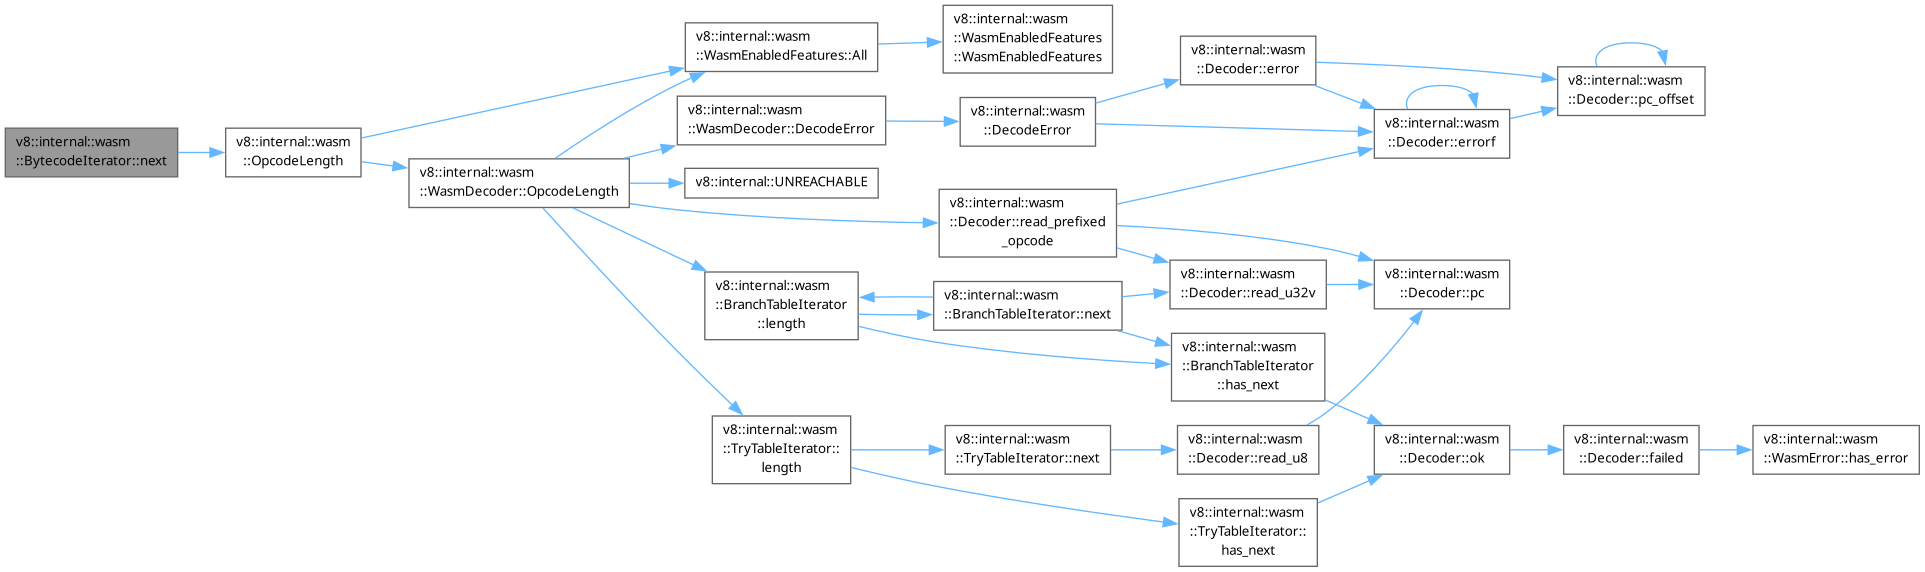 v8::internal::wasm
::BytecodeIterator::next
v8::internal::wasm
::OpcodeLength
v8::internal::wasm
::WasmDecoder::OpcodeLength
v8::internal::wasm
::WasmEnabledFeatures::All
v8::internal::wasm
::WasmDecoder::DecodeError
v8::internal::UNREACHABLE
v8::internal::wasm
::BranchTableIterator
::length
v8::internal::wasm
::TryTableIterator::
length
v8::internal::wasm
::WasmEnabledFeatures
::WasmEnabledFeatures
v8::internal::wasm
::DecodeError
v8::internal::wasm
::Decoder::read_prefixed
_opcode
v8::internal::wasm
::BranchTableIterator::next
v8::internal::wasm
::TryTableIterator::next
v8::internal::wasm
::Decoder::error
v8::internal::wasm
::Decoder::read_u32v
v8::internal::wasm
::BranchTableIterator
::has_next
v8::internal::wasm
::Decoder::read_u8
v8::internal::wasm
::TryTableIterator::
has_next
v8::internal::wasm
::Decoder::errorf
v8::internal::wasm
::Decoder::pc
v8::internal::wasm
::Decoder::ok
v8::internal::wasm
::Decoder::pc_offset
v8::internal::wasm
::Decoder::failed
v8::internal::wasm
::WasmError::has_error